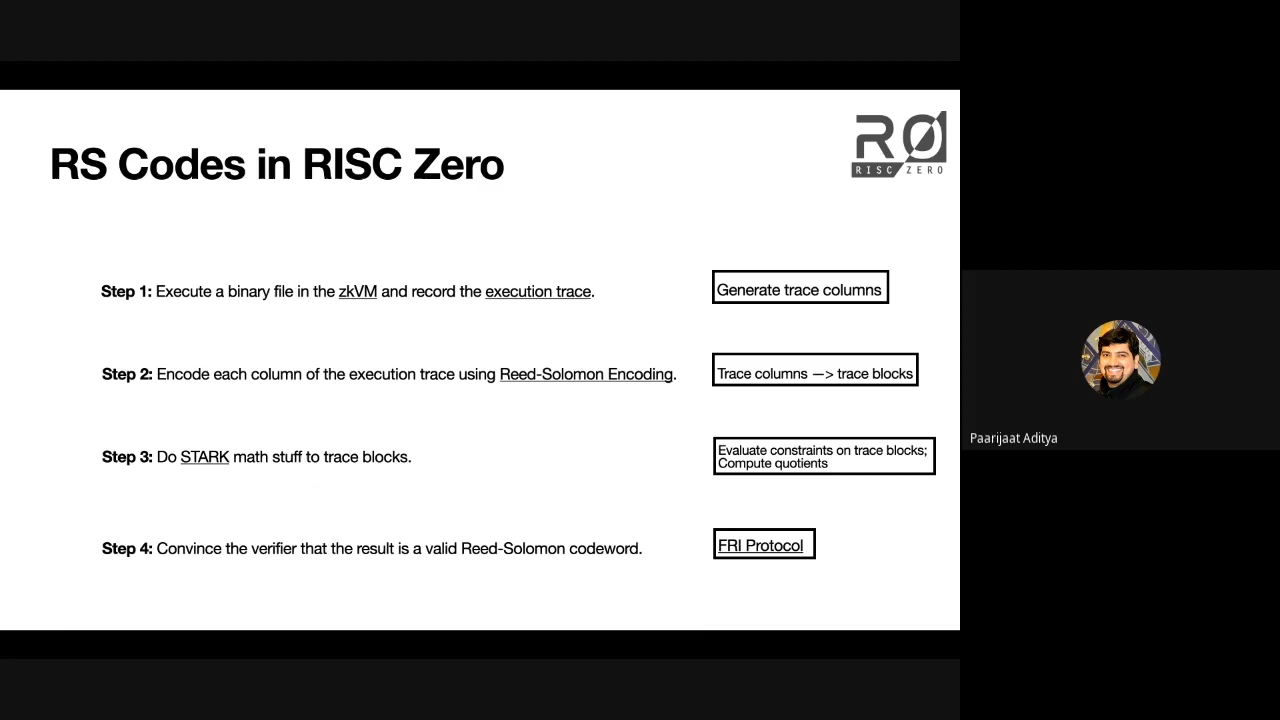 RS Codes in RISC Zero
R0
RISC ZERO
Step 1: Execute a binary file in the zkVM and record the execution trace.
Generate trace columns
Step 2: Encode each column of the execution trace using Reed-Solomon Encoding.
Trace columns —> trace blocks
Step 3: Do STARK math stuff to trace blocks.
Evaluate constraints on trace blocks;
Compute quotients
Step 4: Convince the verifier that the result is a valid Reed-Solomon codeword.
FRI Protocol
Paarijaat Aditya